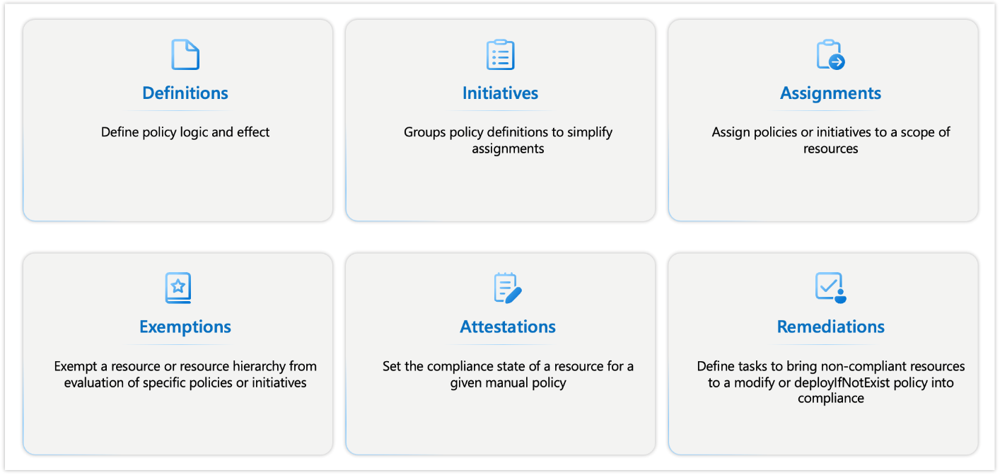 Definitions
Define policy logic and effect
Initiatives
Groups policy definitions to simplify
assignments
Assignments
Assign policies or initiatives to a scope of
resources
Exemptions
Exempt a resource or resource hierarchy from
evaluation of specific policies or initiatives
Attestations
Set the compliance state of a resource for a
given manual policy
Remediations
Define tasks to bring non-compliant resources
to a modify or deployIfNotExist policy into
compliance